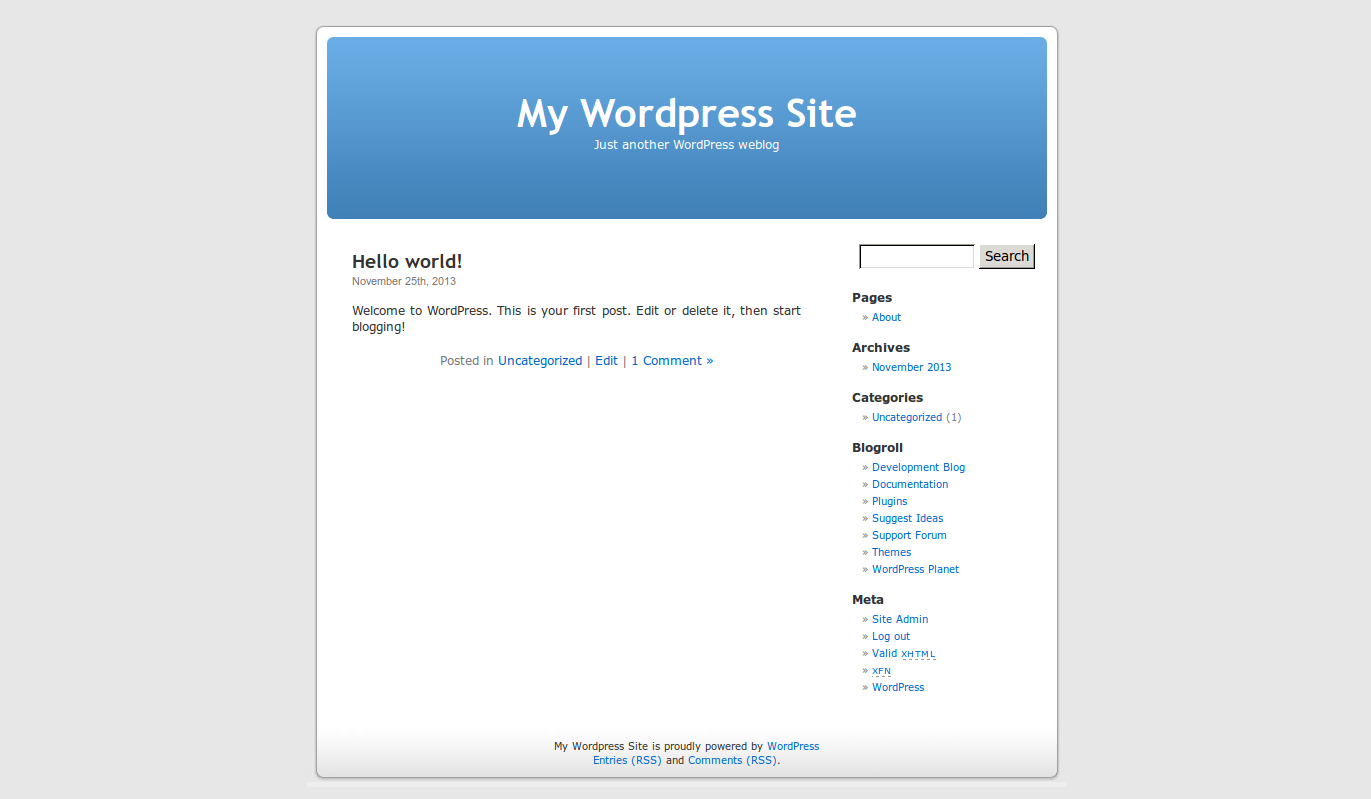 My Wordpress Site
Just another WordPress weblog
Hello world!
November 25th, 2013
Welcome to WordPress. This is your first post. Edit or delete it, then start
blogging!
Posted in Uncategorized | Edit | 1 Comment »
Search
Pages
» About
Archives
» November 2013
Categories
» Uncategorized (1)
Blogroll
» Development Blog
» Documentation
» Plugins
» Suggest Ideas
» Support Forum
» Themes
» WordPress Planet
Meta
» Site Admin
» Log out
» Valid XHTML
» XFN
» WordPress
My Wordpress Site is proudly powered by WordPress
Entries (RSS) and Comments (RSS).